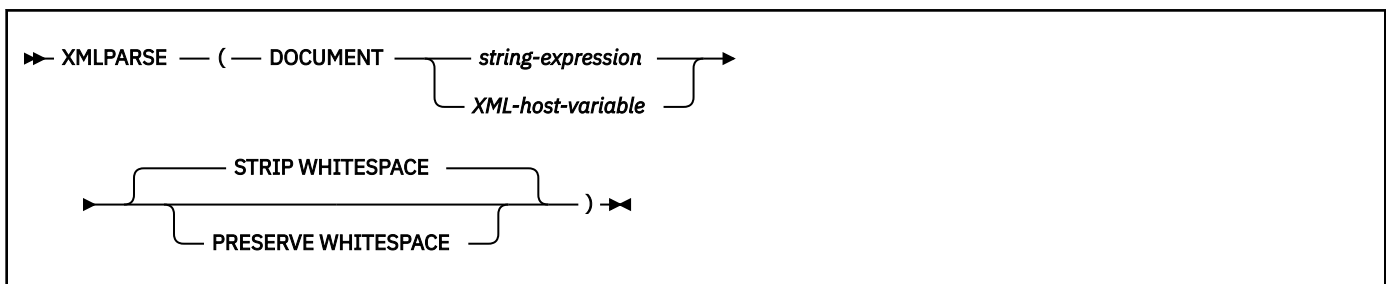 XMLPARSE ( DOCUMENT string-expression
XML-host-variable
STRIP WHITESPACE
)
PRESERVE WHITESPACE